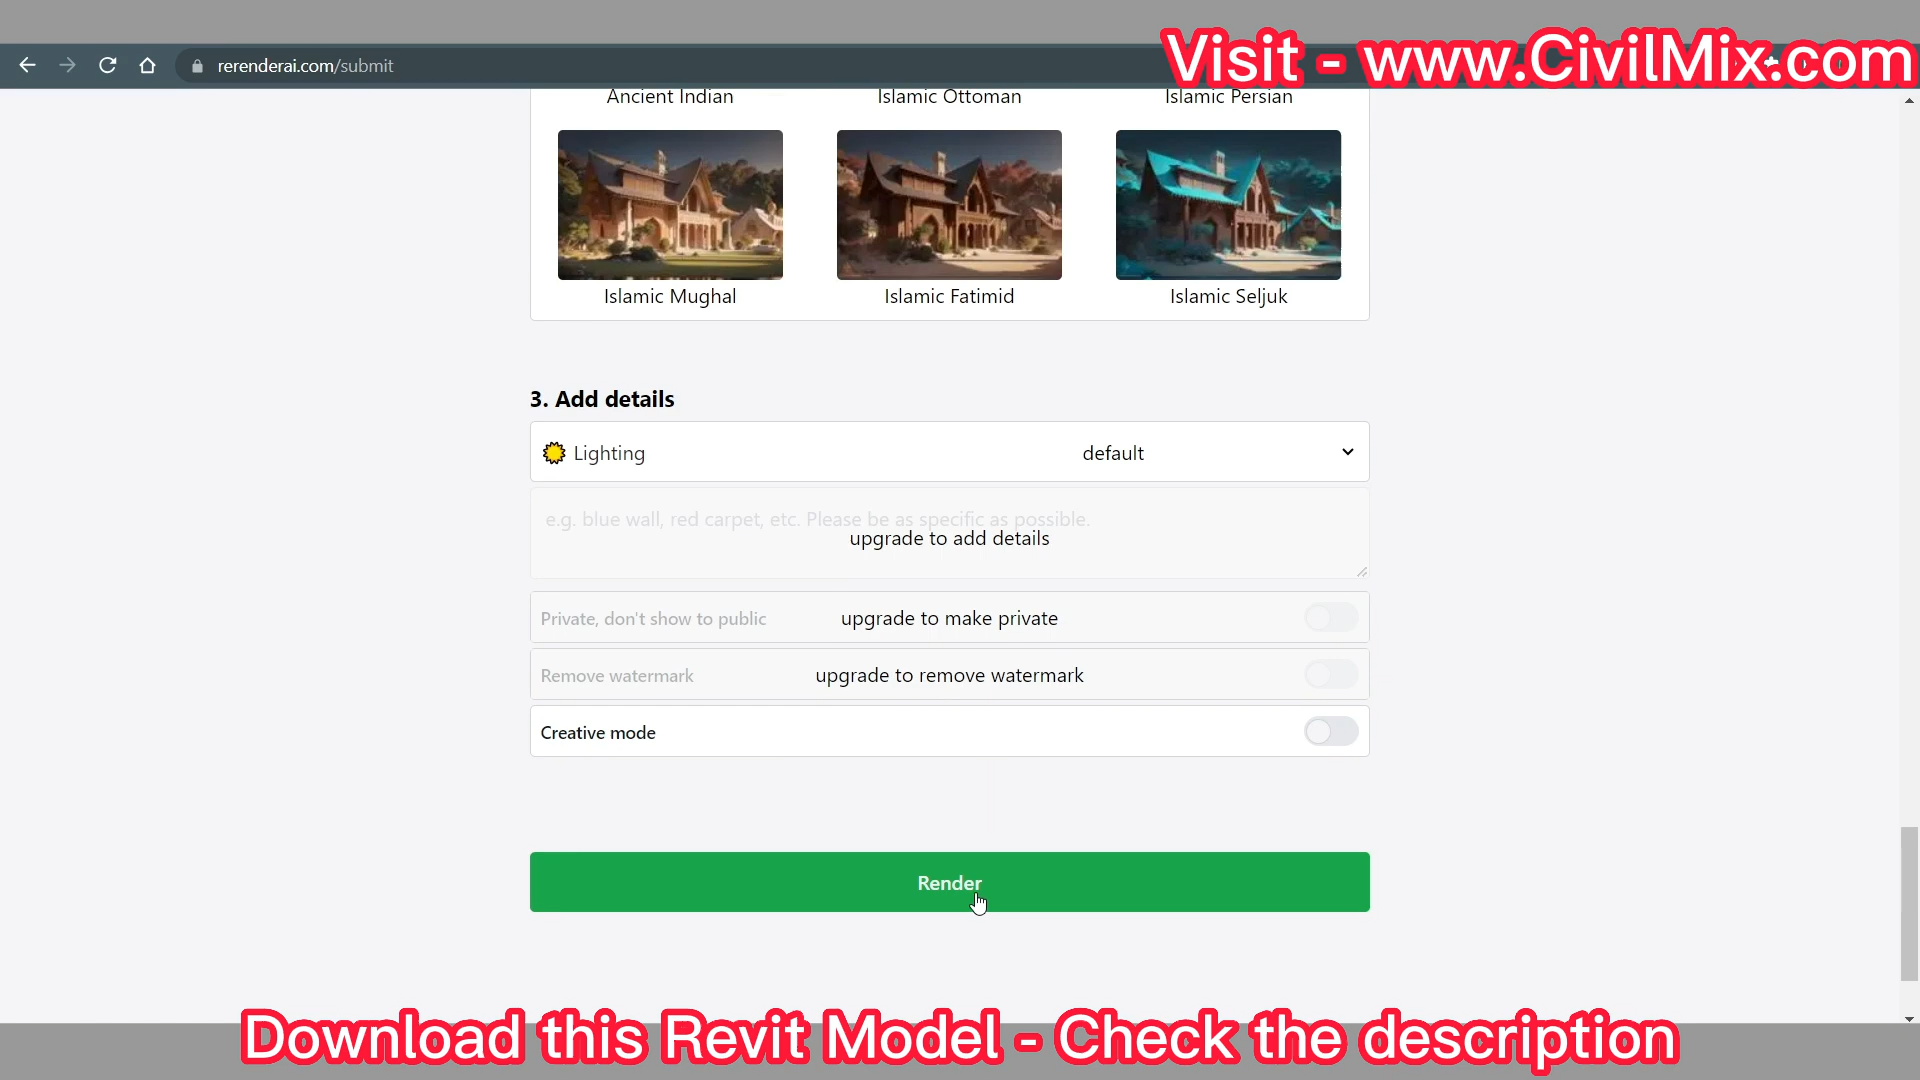 Visit - www.CivilMix.com
rerenderai.com/submit
Ancient Indian
Islamic Ottoman
Islamic Persian
Islamic Mughal
Islamic Fatimid
Islamic Seljuk
3. Add details
Lighting
default
e.g. blue wall, red carpet, etc. Please be as specific as possible.
upgrade to add details
Private, don't show to public
upgrade to make private
Remove watermark
upgrade to remove watermark
Creative mode
Render
Download this Revit Model - Check the description